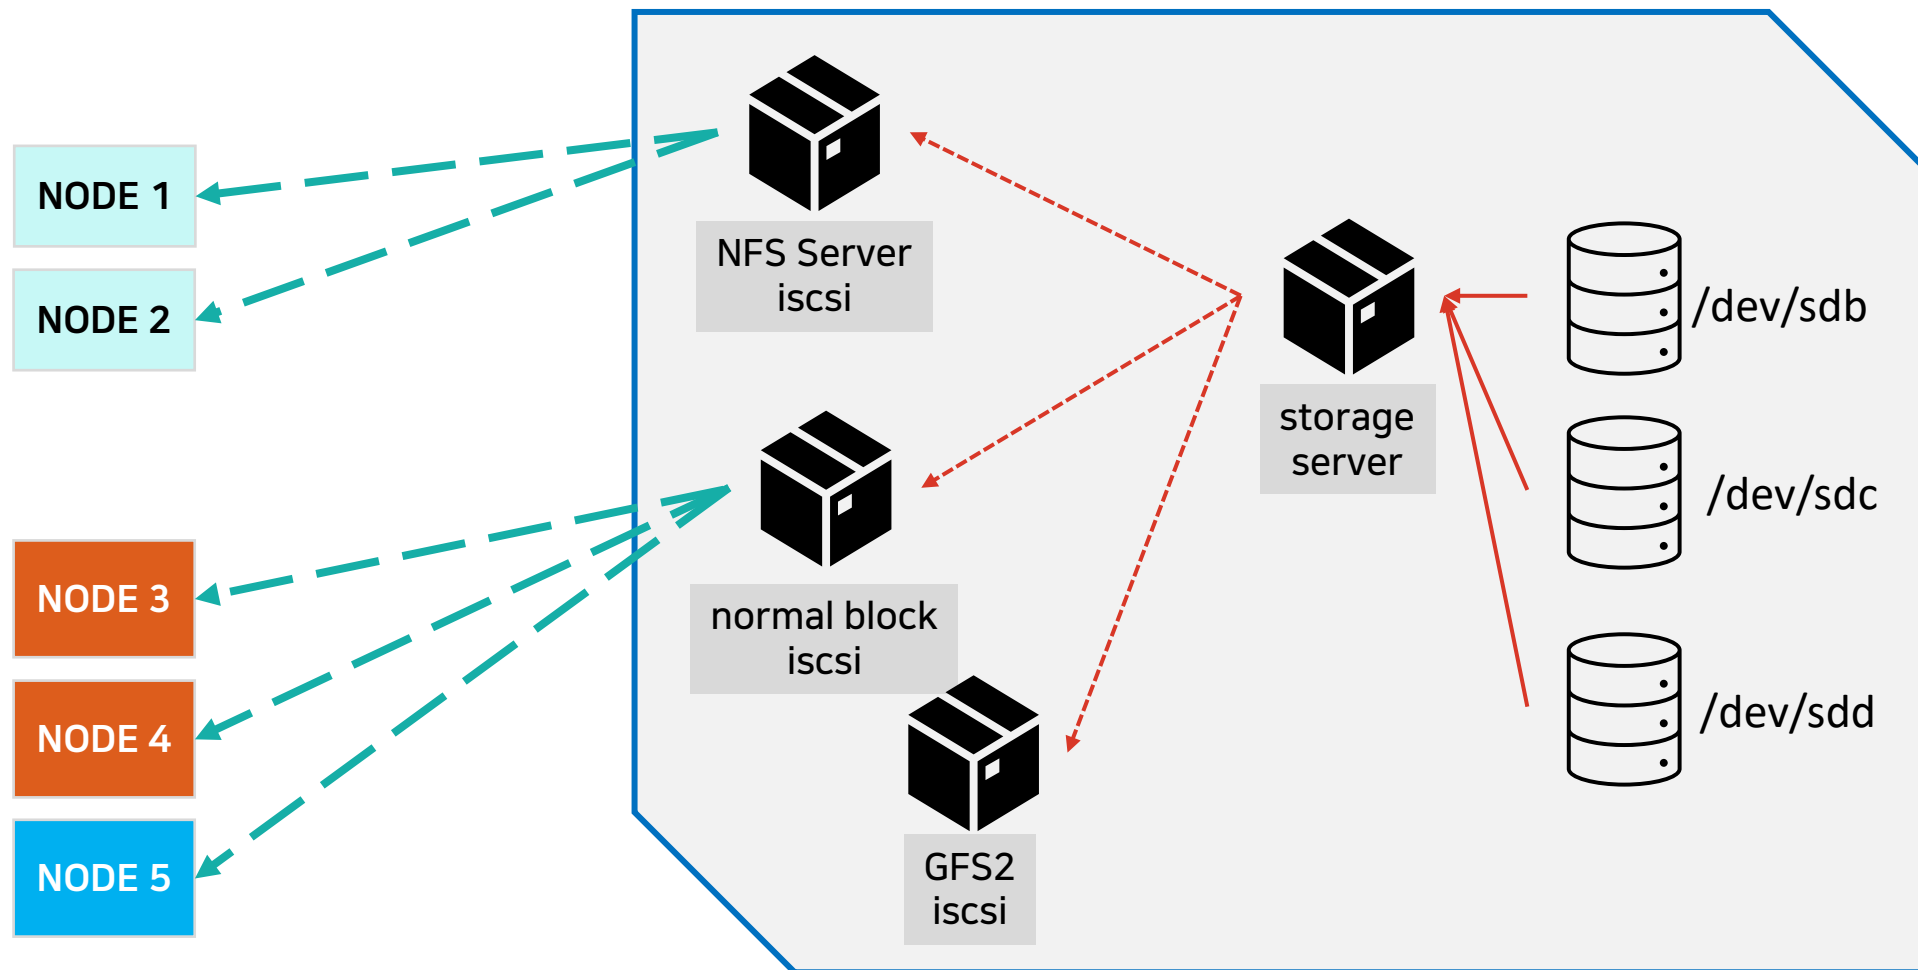 NODE 1
NODE 2
NODE 3
NODE 4
NODE 5
NFS Server
iscsi
normal block
iscsi
GFS2
iscsi
storage
server
/dev/sdb
/dev/sdc
/dev/sdd